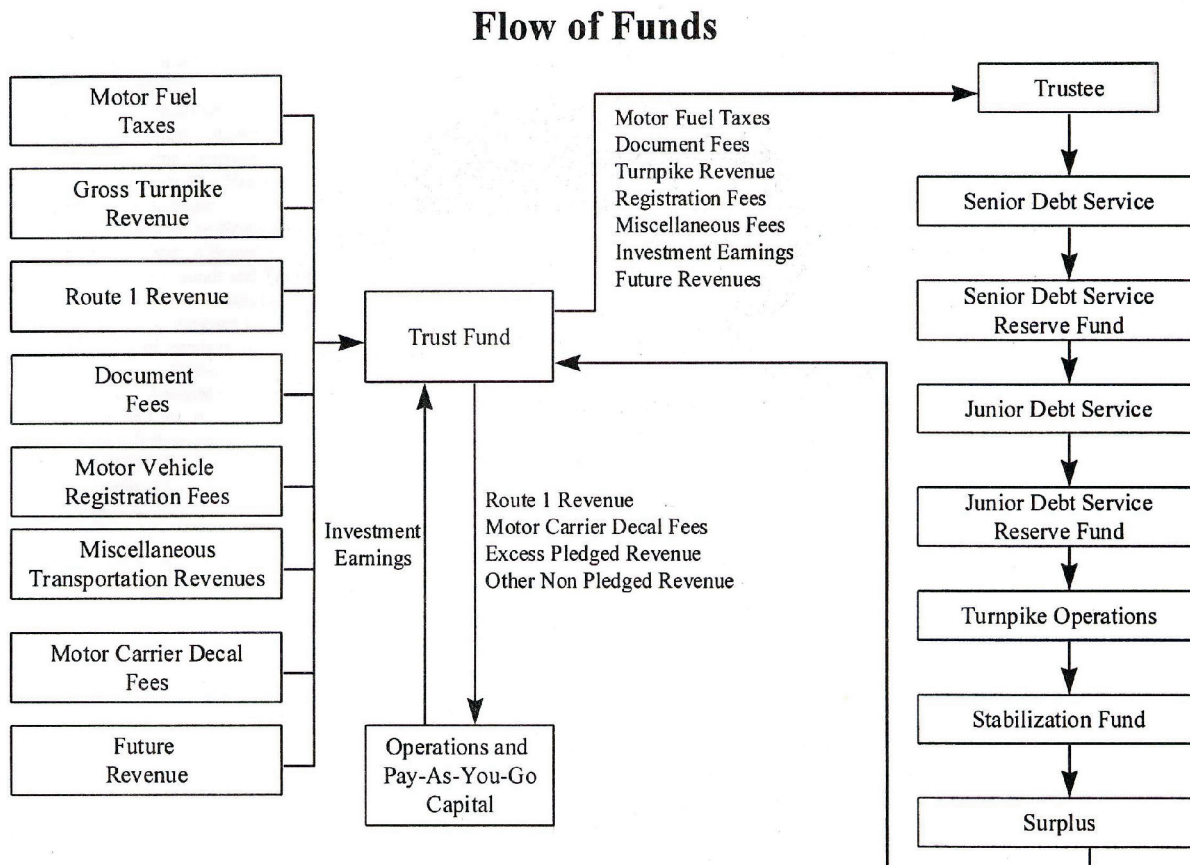 Flow of Funds
Motor Fuel
Taxes
Gross Turnpike
Revenue
Route 1 Revenue
Document
Fees
Motor Vehicle
Registration Fees
Miscellaneous
Transportation Revenues
Motor Carrier Decal
Fees
Future
Revenue
Trust Fund
Investment
Earnings
Route 1 Revenue
Motor Carrier Decal Fees
Excess Pledged Revenue
Other Non Pledged Revenue
Operations and
Pay-As-You-Go
Capital
Motor Fuel Taxes
Document Fees
Turnpike Revenue
Registration Fees
Miscellaneous Fees
Investment Earnings
Future Revenues
Trustee
Senior Debt Service
Senior Debt Service
Reserve Fund
Junior Debt Service
Junior Debt Service
Reserve Fund
Turnpike Operations
Stabilization Fund
Surplus